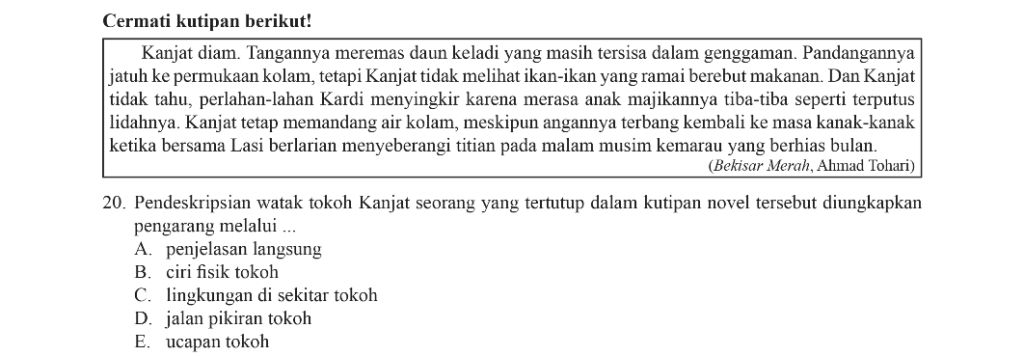 Cermati kutipan berikut!
Kanjat diam. Tangannya meremas daun keladi yang masih tersisa dalam genggaman. Pandangannya
jatuh ke permukaan kolam, tetapi Kanjat tidak melihat ikan-ikan yang ramai berebut makanan. Dan Kanjat
tidak tahu, perlahan-lahan Kardi menyingkir karena merasa anak majikannya tiba-tiba seperti terputus
lidahnya. Kanjat tetap memandang air kolam, meskipun angannya terbang kembali ke masa kanak-kanak
ketika bersama Lasi berlarian menyeberangi titian pada malam musim kemarau yang berhias bulan.
(Bekisar Merah, Ahmad Tohari)
20. Pendeskripsian watak tokoh Kanjat seorang yang tertutup dalam kutipan novel tersebut diungkapkan
pengarang melalui ...
A. penjelasan langsung
B. ciri fisik tokoh
C. lingkungan di sekitar tokoh
D. jalan pikiran tokoh
E. ucapan tokoh